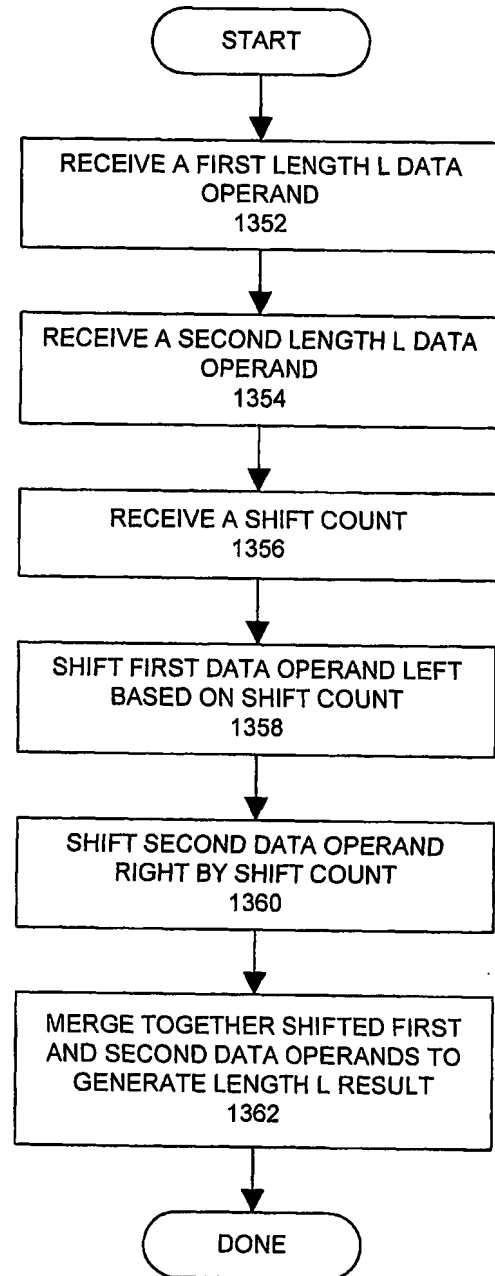 START
RECEIVE A FIRST LENGTH L DATA
OPERAND
1352
RECEIVE A SECOND LENGTH L DATA
OPERAND
1354
RECEIVE A SHIFT COUNT
1356
SHIFT FIRST DATA OPERAND LEFT
BASED ON SHIFT COUNT
1358
SHIFT SECOND DATA OPERAND
RIGHT BY SHIFT COUNT
1360
MERGE TOGETHER SHIFTED FIRST
AND SECOND DATA OPERANDS TO
GENERATE LENGTH L RESULT
1362
DONE